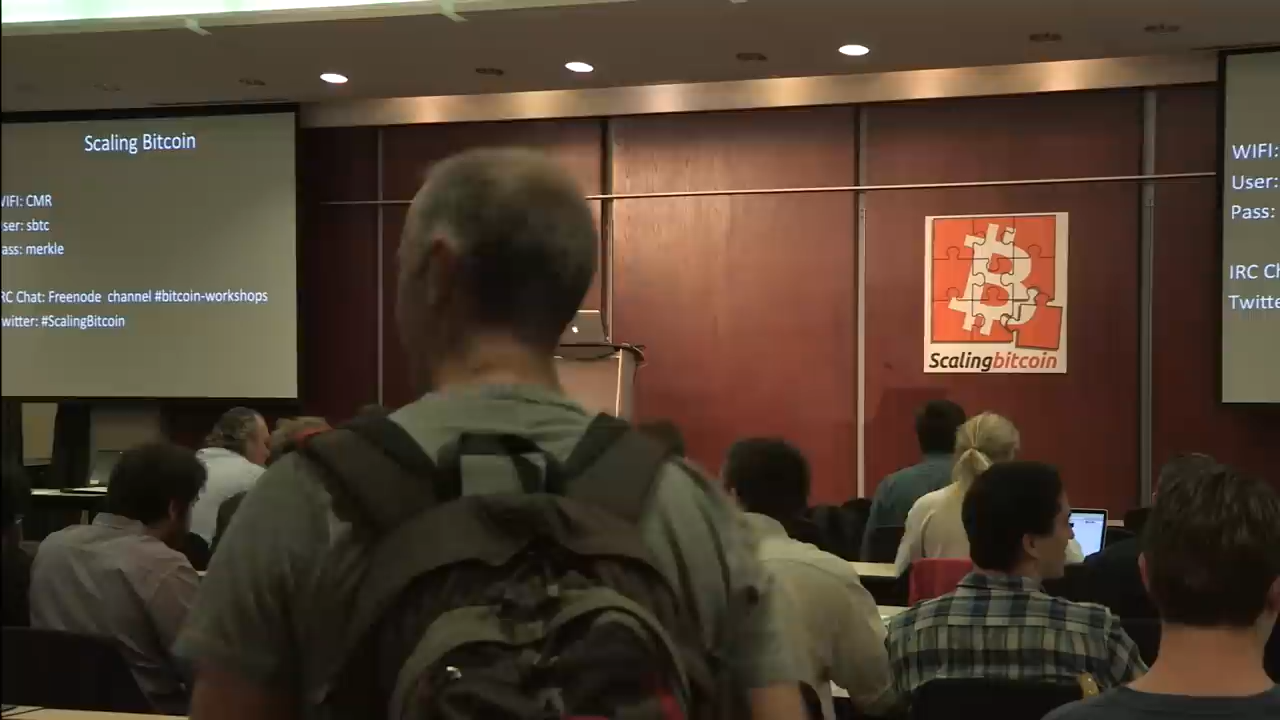 Scaling Bitcoin
WIFI: CMR
ser: sbtc
ass: merkle
RC Chat: Freenode channel #bitcoin-workshops
witter: #ScalingBitcoin
Scalingbitcoin
WIFI:
User:
Pass:
IRC Ch
Twitte